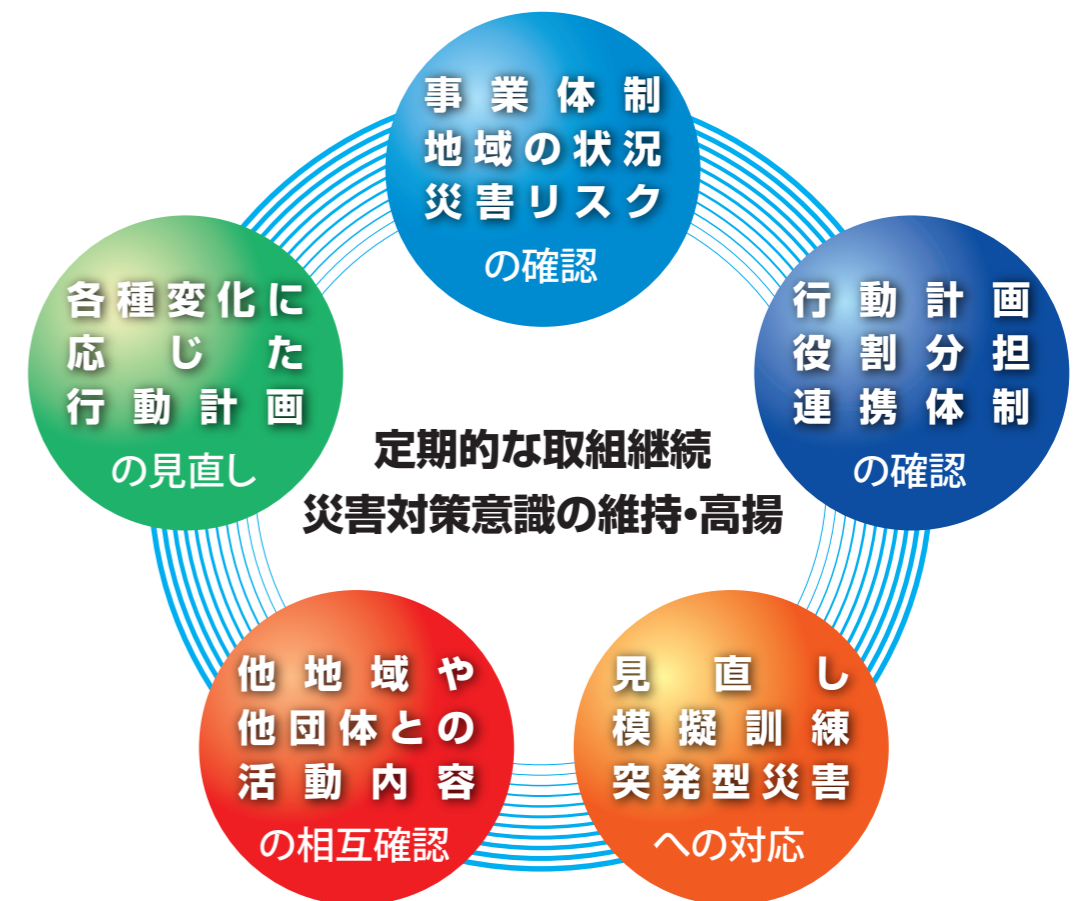 事業体制
地域の状況
災害リスク
の確認
行動計画
役割分担
連携体制
の確認
見直し
模擬訓練
突発型災害
への対応
他地域や
他団体との
活動内容
の相互確認
各種変化に
応じた
行動計画
の見直し
定期的な取組継続
災害対策意識の維持・高揚